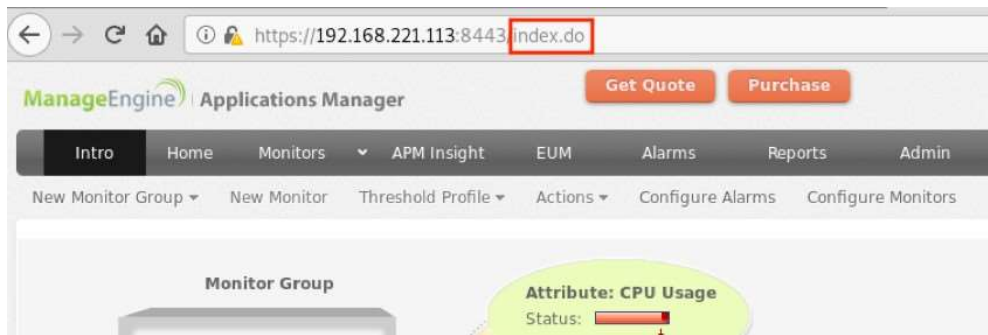 https://192.168.221.113:8443/index.do
ManageEngine Applications Manager
Get Quote Purchase
Intro Home Monitors APM Insight EUM Alarms Reports Admin
New Monitor Group New Monitor Threshold Profile Actions Configure Alarms Configure Monitors
Monitor Group
Attribute: CPU Usage
Status: